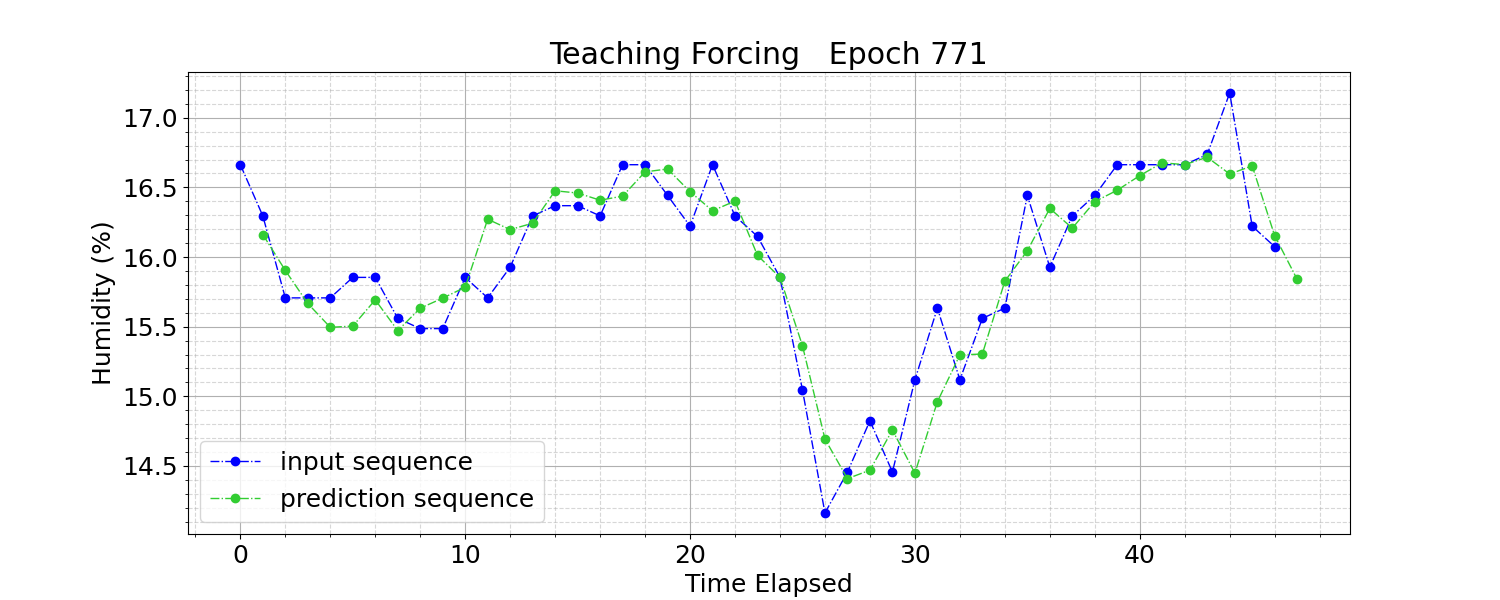 Teaching Forcing   Epoch 771
17.0
16.5
16.0
15.5
15.0
14.5
Humidity (%)
input sequence
prediction sequence
0 10 20 30 40
Time Elapsed